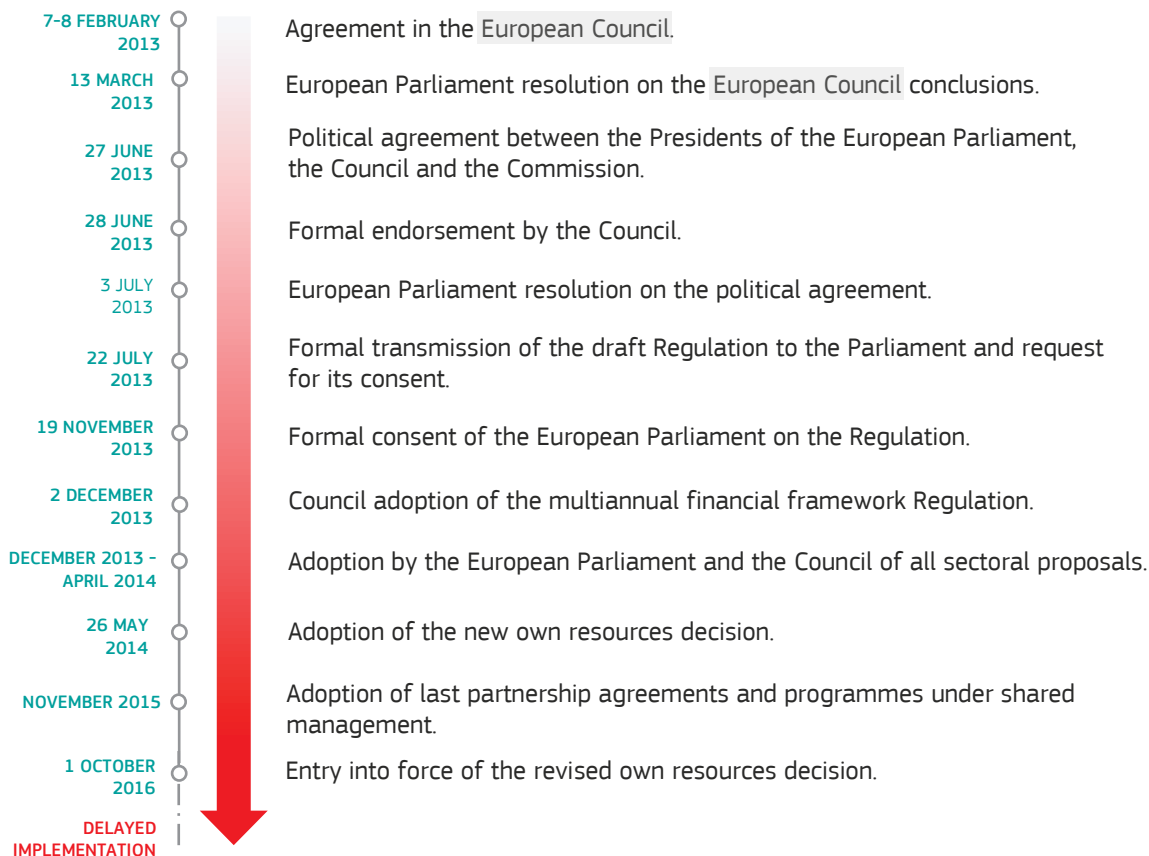 7-8 FEBRUARY
2013
Agreement in the European Council.
13 MARCH
2013
European Parliament resolution on the European Council conclusions.
27 JUNE
2013
Political agreement between the Presidents of the European Parliament,
the Council and the Commission.
28 JUNE
2013
Formal endorsement by the Council.
3 JULY
2013
European Parliament resolution on the political agreement.
22 JULY
2013
Formal transmission of the draft Regulation to the Parliament and request
for its consent.
19 NOVEMBER
2013
Formal consent of the European Parliament on the Regulation.
2 DECEMBER
2013
Council adoption of the multiannual financial framework Regulation.
DECEMBER 2013 -
APRIL 2014
Adoption by the European Parliament and the Council of all sectoral proposals.
26 MAY
2014
Adoption of the new own resources decision.
NOVEMBER 2015
Adoption of last partnership agreements and programmes under shared
management.
1 OCTOBER
2016
Entry into force of the revised own resources decision.
DELAYED
IMPLEMENTATION